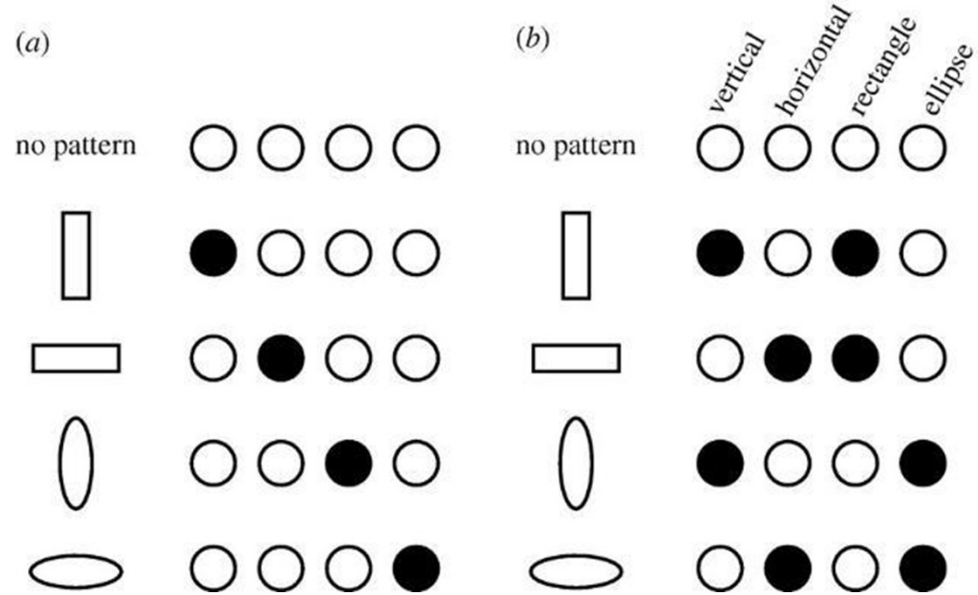 (a)
(b)
vertical
horizontal
rectangle
ellipse
no pattern
no pattern